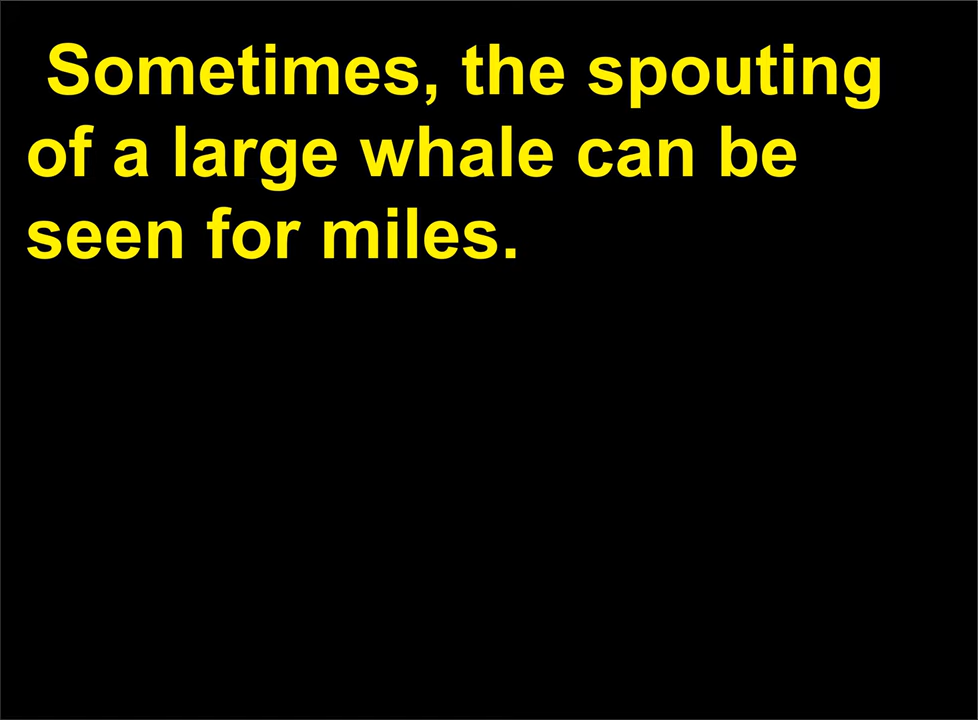 Sometimes, the spouting
of a large whale can be
seen for miles.